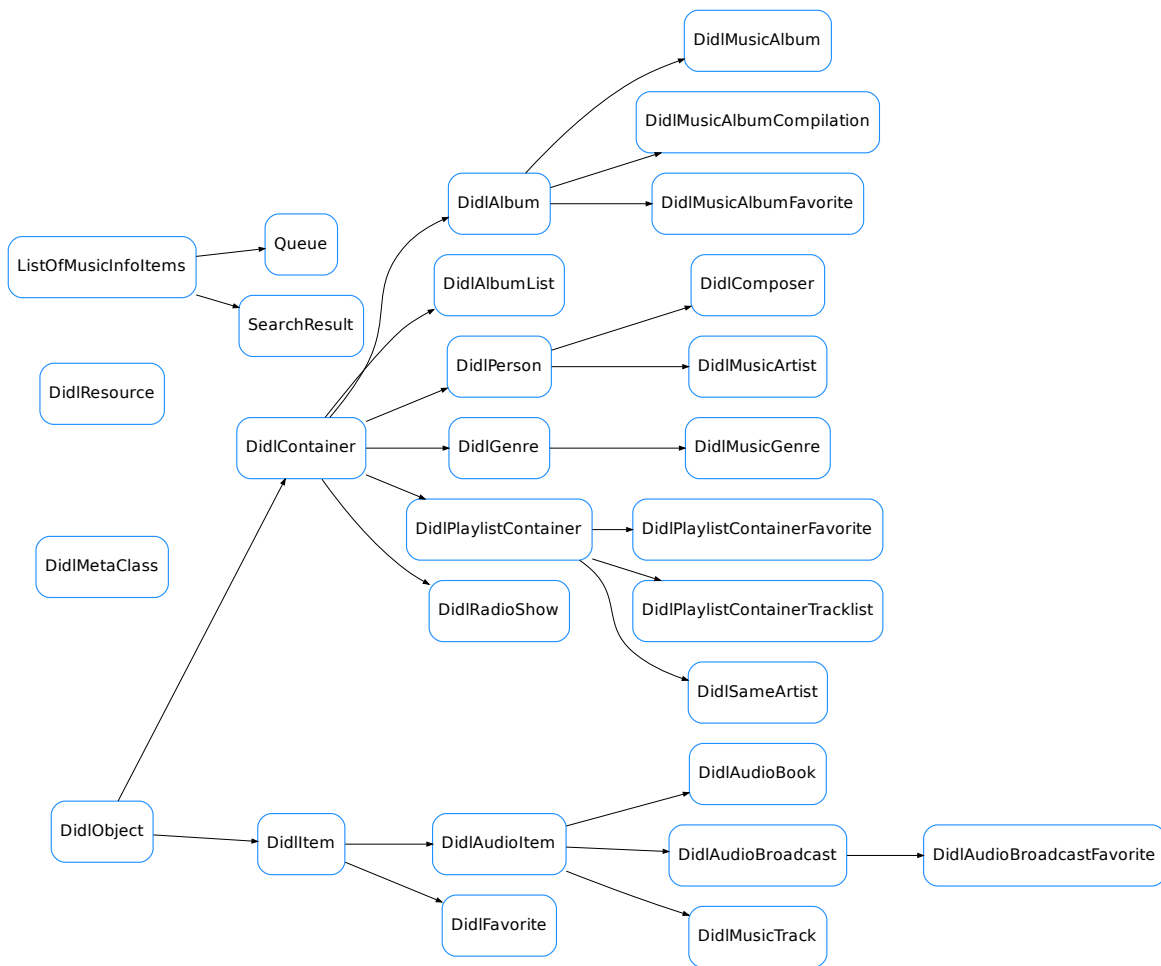 DidlMusicAlbum
DidlMusicAlbumCompilation
DidlAlbum
DidlMusicAlbumFavorite
Queue
ListOfMusicInfoItems
DidlAlbumList
DidlComposer
SearchResult
DidlPerson
DidlMusicArtist
DidlResource
DidlContainer
DidlGenre
DidlMusicGenre
DidlPlaylistContainer
DidlPlaylistContainerFavorite
DidlMetaClass
DidlRadioShow
DidlPlaylistContainerTracklist
DidlSameArtist
DidlAudioBook
DidlObject
DidlItem
DidlAudioItem
DidlAudioBroadcast
DidlAudioBroadcastFavorite
DidlFavorite
DidlMusicTrack